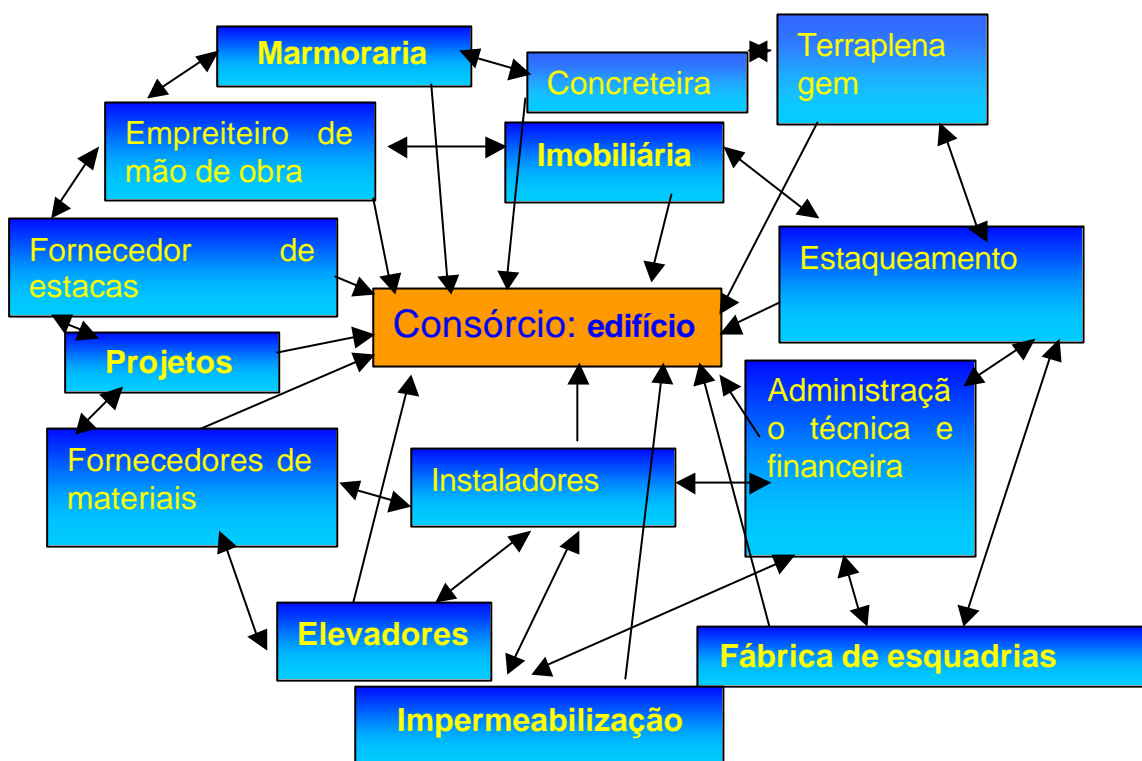 Marmoraria
Concreteira
Terraplena
gem
Empreiteiro de
mão de obra
Imobiliária
Fornecedor de
estacas
Estaqueamento
Consórcio: edifício
Projetos
Administraçã
o técnica e
financeira
Fornecedores de
materiais
Instaladores
Elevadores
Fábrica de esquadrias
Impermeabilização